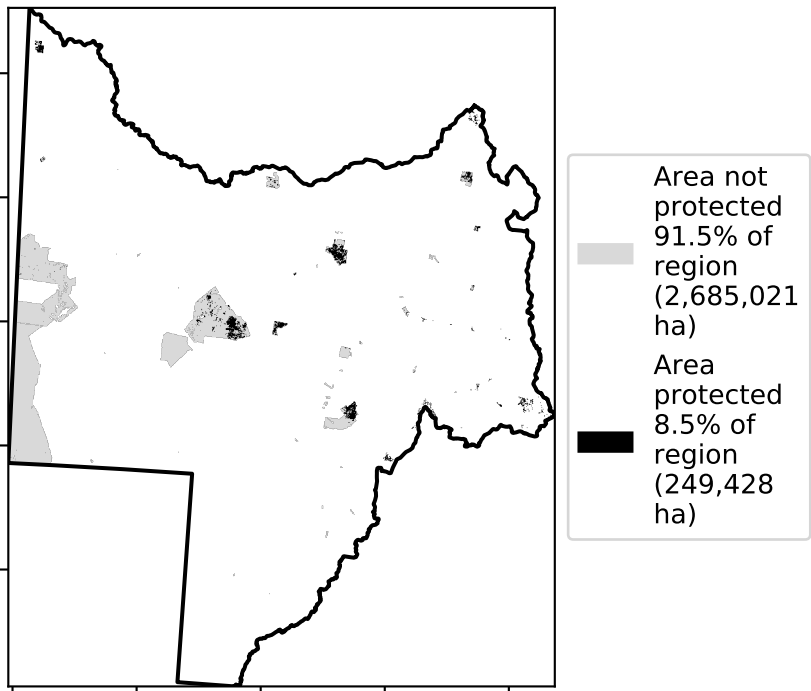 Area not
protected
91.5% of
region
(2,685,021
ha)
Area
protected
8.5% of
region
(249,428
ha)